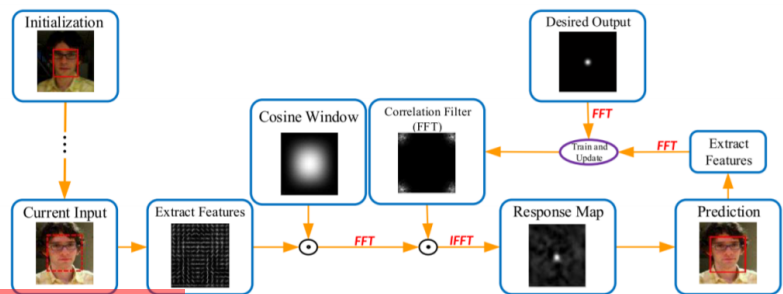 Initialization
Desired Output
Cosine Window
Correlation Filter
(FFT)
FFT
Train and
Update
FFT
Extract
Features
Current Input
Extract Features
FFT
IFFT
Response Map
Prediction